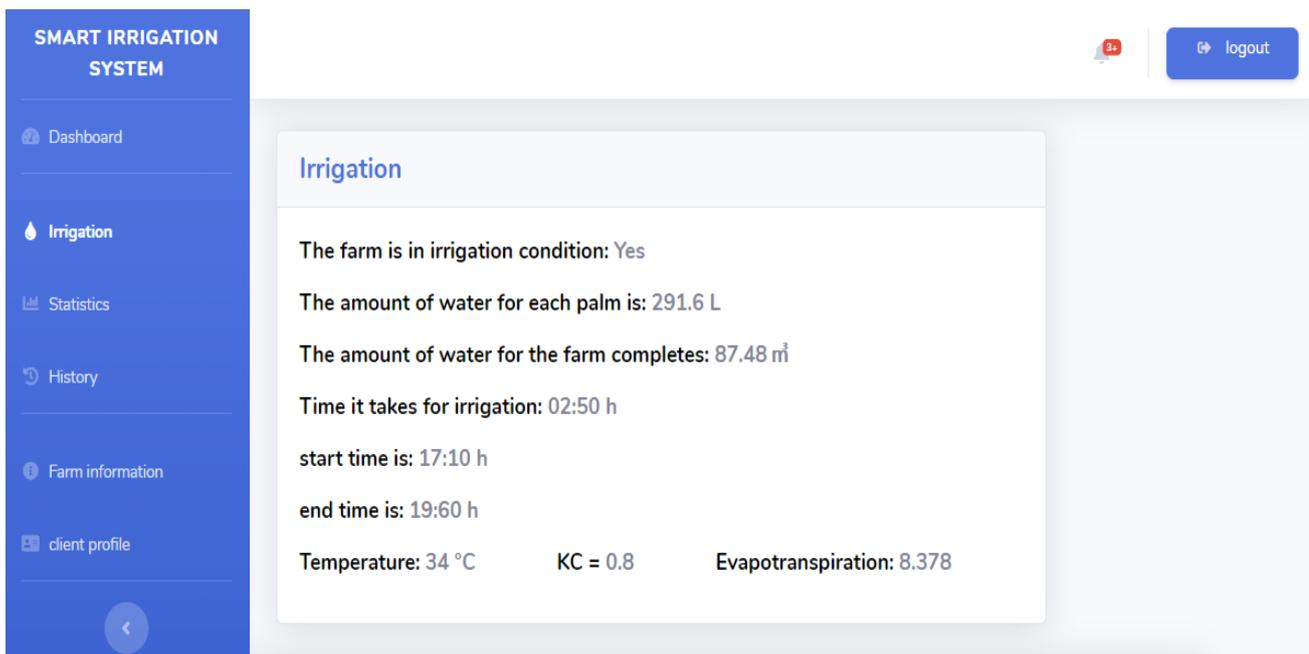 SMART IRRIGATION
SYSTEM
Dashboard
Irrigation
Statistics
History
Farm information
client profile
3+
logout
Irrigation
The farm is in irrigation condition: Yes
The amount of water for each palm is: 291.6 L
The amount of water for the farm completes: 87.48 ㎥
Time it takes for irrigation: 02:50 h
start time is: 17:10 h
end time is: 19:60 h
Temperature: 34 °C KC = 0.8 Evapotranspiration: 8.378